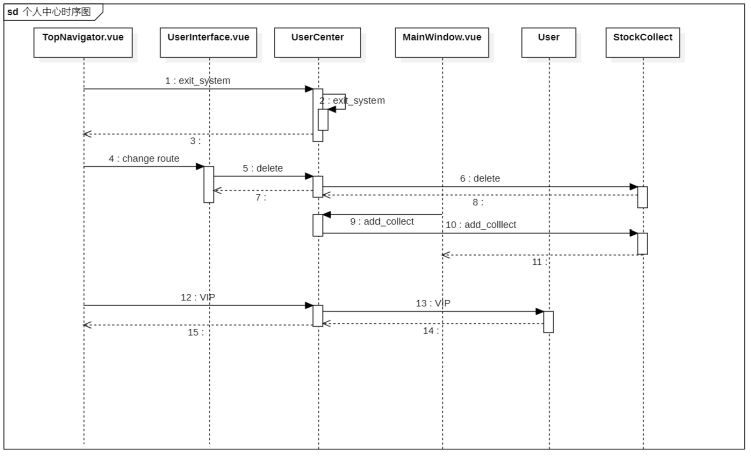 sd 个人中心时序图
TopNavigator.vue
UserInterface.vue
UserCenter
MainWindow.vue
User
StockCollect
1 : exit_system
2 : exit_system
3 :
4 : change route
5 : delete
6 : delete
7 :
8 :
9 : add_collect
10 : add_colllect
11 :
12 : VIP
13 : VIP
14 :
15 :